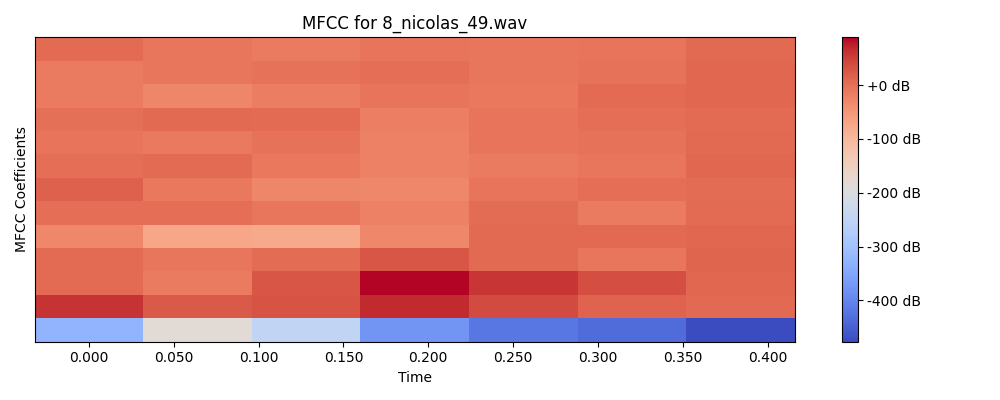 MFCC for 8_nicolas_49.wav
MFCC Coefficients
0.000 0.050 0.100 0.150 0.200 0.250 0.300 0.350 0.400
Time
+0 dB
-100 dB
-200 dB
-300 dB
-400 dB